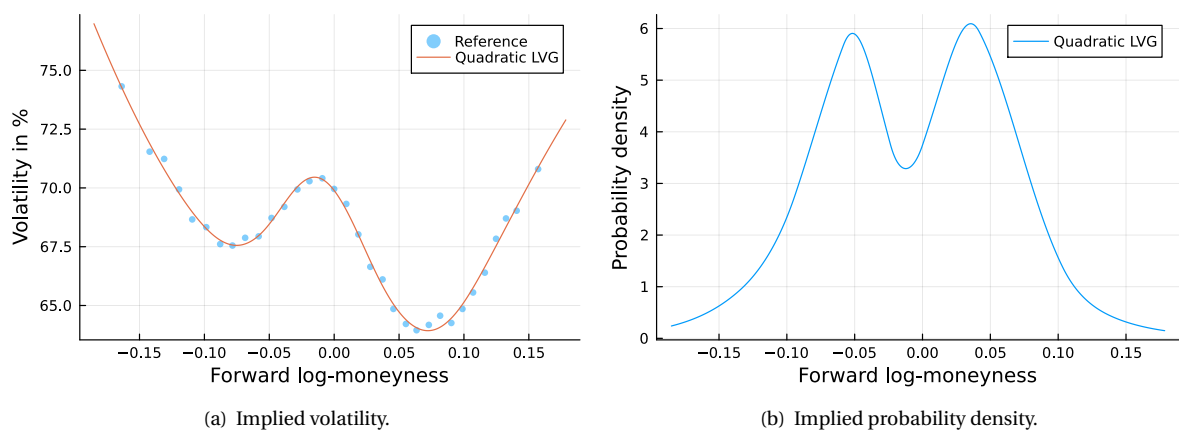 75.0
72.5
70.0
67.5
65.0
Volatility in %
Reference
Quadratic LVG
−0.15 −0.10 −0.05 0.00 0.05 0.10 0.15
Forward log-moneyness
(a) Implied volatility.
6
5
4
3
2
1
0
Probability density
Quadratic LVG
−0.15 −0.10 −0.05 0.00 0.05 0.10 0.15
Forward log-moneyness
(b) Implied probability density.